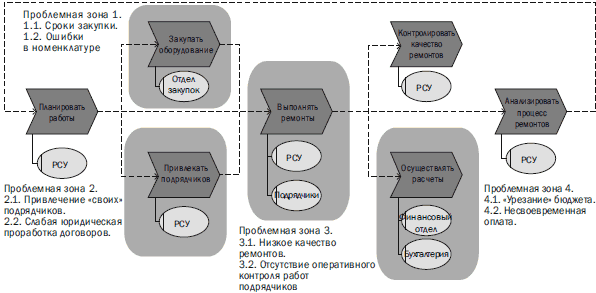 Проблемная зона 1.
1.1. Сроки закупки.
1.2. Ошибки
в номенклатуре
Закупать
оборудование
Отдел
закупок
Контролировать
качество
ремонтов
РСУ
Планировать
работы
РСУ
Выполнять
ремонты
РСУ
Подрядчики
Анализировать
процесс
ремонтов
РСУ
Привлекать
подрядчиков
РСУ
Осуществлять
расчеты
Финансовый
отдел
Бухгалтерия
Проблемная зона 2.
2.1. Привлечение «своих»
подрядчиков.
2.2. Слабая юридическая
проработка договоров.
Проблемная зона 3.
3.1. Низкое качество
ремонтов.
3.2. Отсутствие оперативного
контроля работ
подрядчиков
Проблемная зона 4.
4.1. «Урезание» бюджета.
4.2. Несвоевременная
оплата.